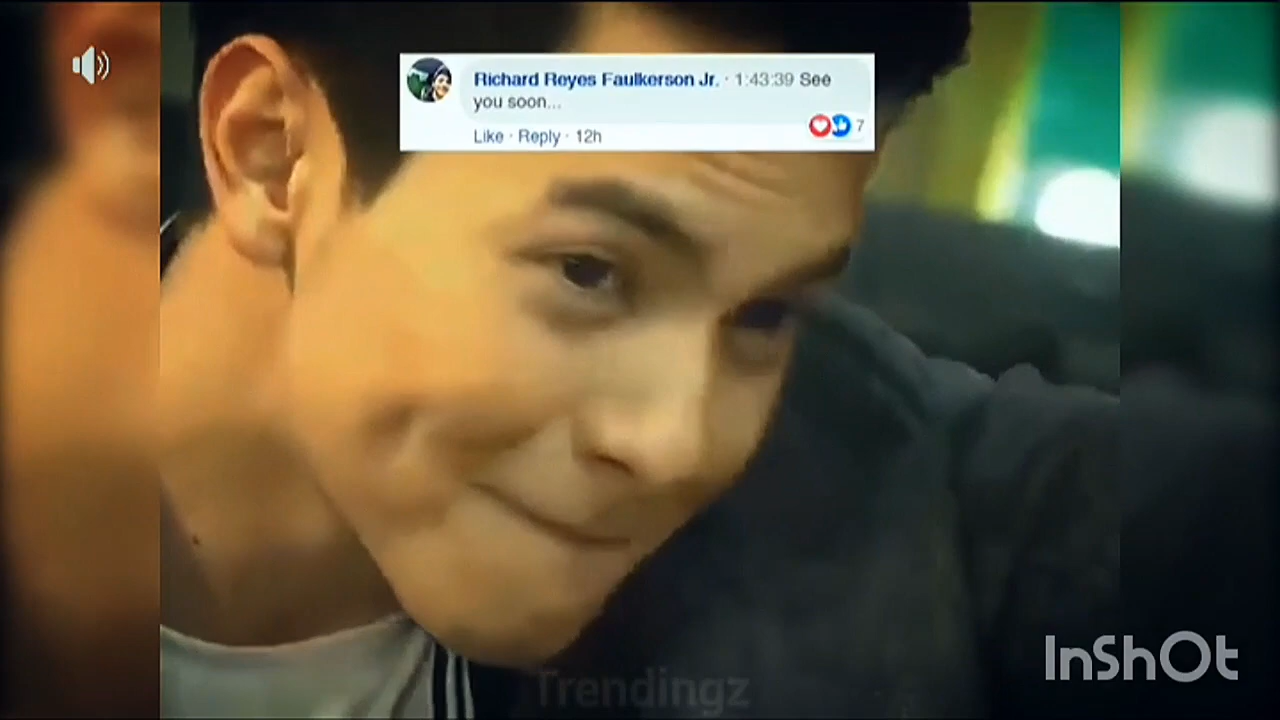 Richard Reyes Faulkerson Jr. · 1:43:39 See
you soon...
7
Like · Reply · 12h
InShOt
Trendingz